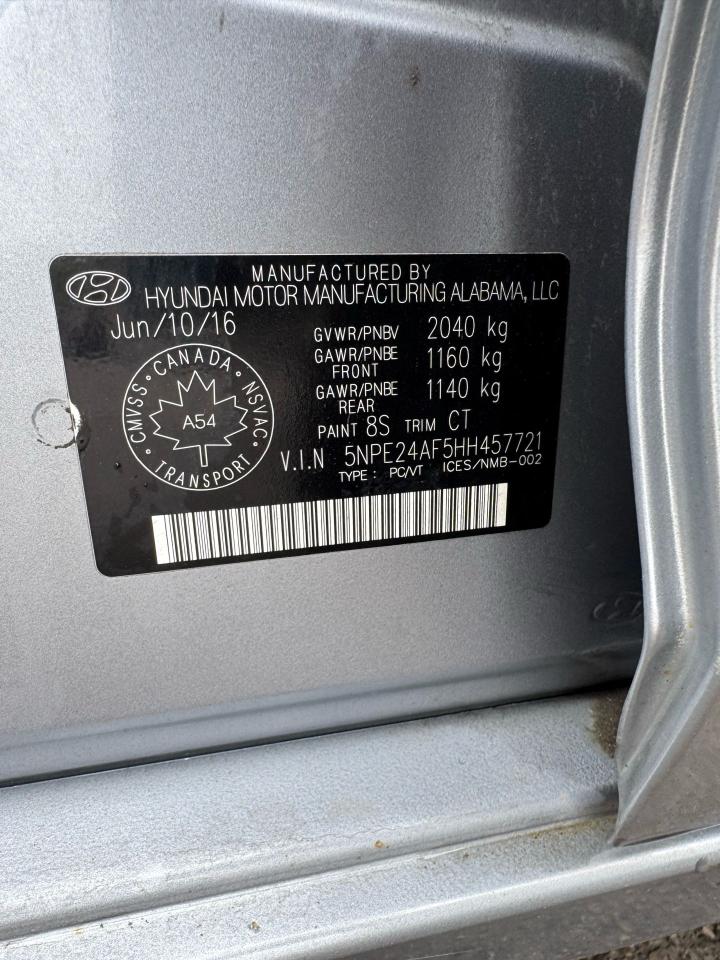 MANUFACTURED BY
HYUNDAI MOTOR MANUFACTURING ALABAMA, LLC
Jun/10/16
GVWR/PNBV 2040 kg
GAWR/PNBE FRONT 1160 kg
GAWR/PNBE REAR 1140 kg
PAINT 8S TRIM CT
V.I.N 5NPE24AF5HH457721
TYPE : PC/VT ICES/NMB-002
CMVSS · CANADA · NSVAC · TRANSPORT ·
A54